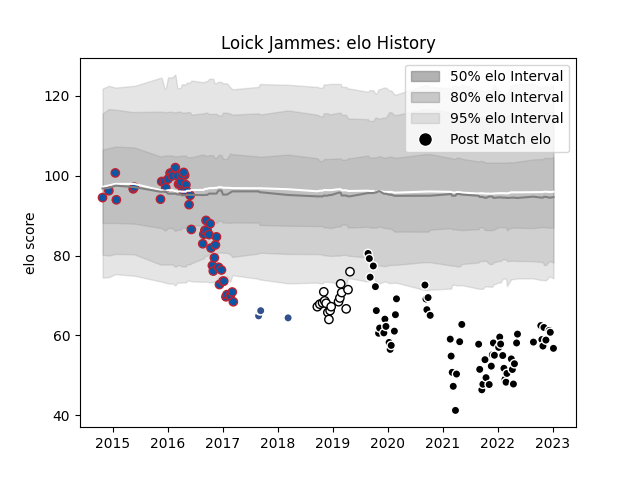 Loick Jammes: elo History
50% elo Interval
80% elo Interval
95% elo Interval
Post Match elo
elo score
120
100
80
60
40
2015 2016 2017 2018 2019 2020 2021 2022 2023